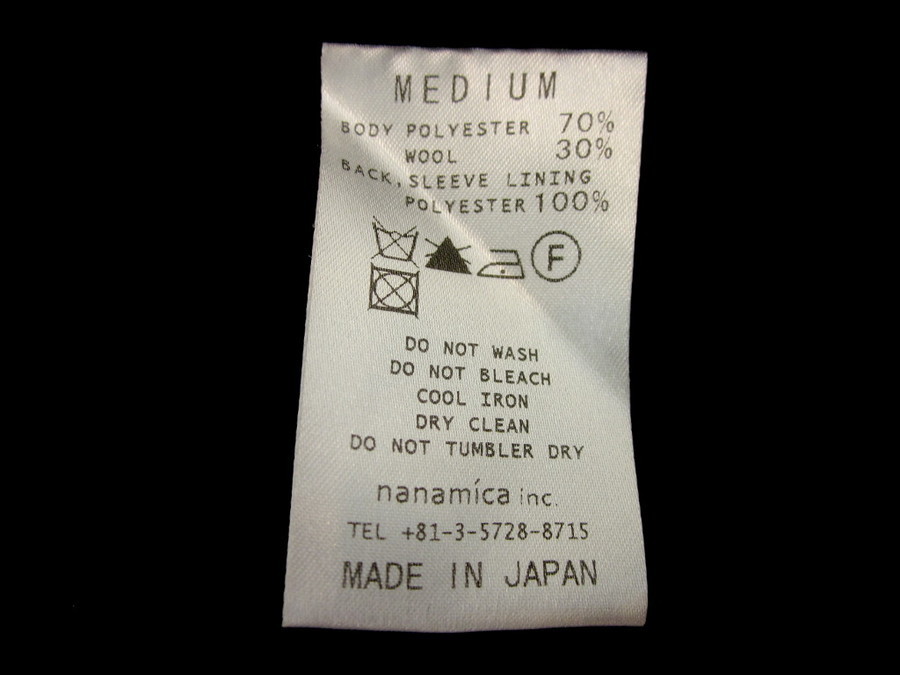 MEDIUM
BODY POLYESTER 70%
WOOL 30%
BACK, SLEEVE LINING
POLYESTER 100%
F
DO NOT WASH
DO NOT BLEACH
COOL IRON
DRY CLEAN
DO NOT TUMBLER DRY
nanamíca inc.
TEL +81-3-5728-8715
MADE IN JAPAN